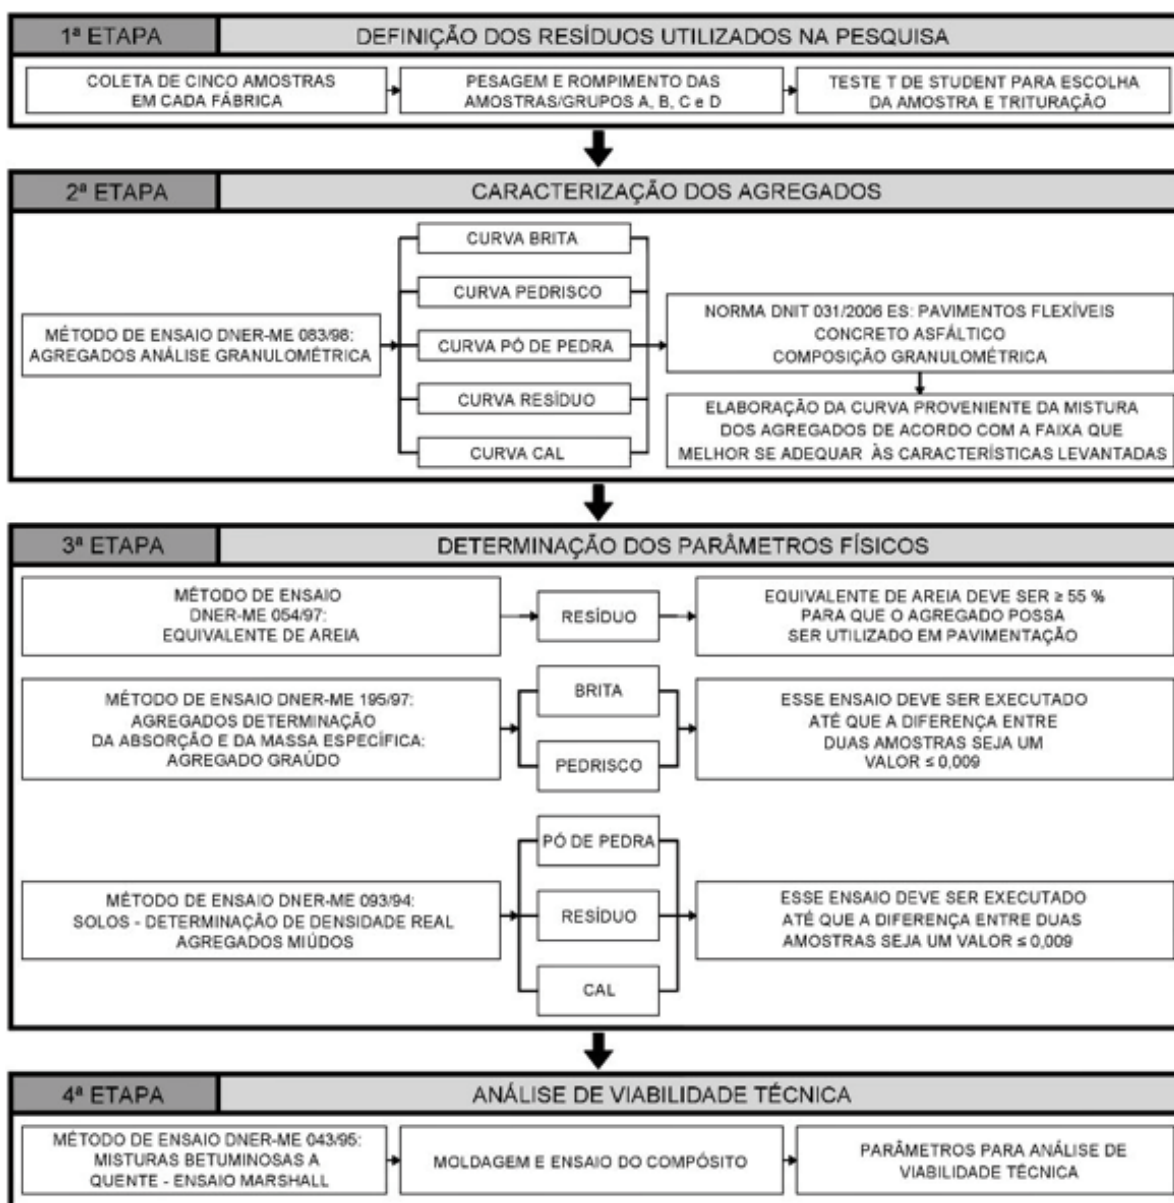 1ª ETAPA
DEFINIÇÃO DOS RESÍDUOS UTILIZADOS NA PESQUISA
COLETA DE CINCO AMOSTRAS
EM CADA FÁBRICA
PESAGEM E ROMPIMENTO DAS
AMOSTRAS/GRUPOS A, B, C e D
TESTE T DE STUDENT PARA ESCOLHA
DA AMOSTRA E TRITURAÇÃO
2ª ETAPA
CARACTERIZAÇÃO DOS AGREGADOS
MÉTODO DE ENSAIO DNER-ME 083/98:
AGREGADOS ANÁLISE GRANULOMÉTRICA
CURVA BRITA
CURVA PEDRISCO
CURVA PÓ DE PEDRA
CURVA RESÍDUO
CURVA CAL
NORMA DNIT 031/2006 ES: PAVIMENTOS FLEXÍVEIS
CONCRETO ASFÁLTICO
COMPOSIÇÃO GRANULOMÉTRICA
ELABORAÇÃO DA CURVA PROVENIENTE DA MISTURA
DOS AGREGADOS DE ACORDO COM A FAIXA QUE
MELHOR SE ADEQUAR ÀS CARACTERÍSTICAS LEVANTADAS
3ª ETAPA
DETERMINAÇÃO DOS PARÂMETROS FÍSICOS
MÉTODO DE ENSAIO
DNER-ME 054/97:
EQUIVALENTE DE AREIA
RESÍDUO
EQUIVALENTE DE AREIA DEVE SER ≥ 55 %
PARA QUE O AGREGADO POSSA
SER UTILIZADO EM PAVIMENTAÇÃO
MÉTODO DE ENSAIO DNER-ME 195/97:
AGREGADOS DETERMINAÇÃO
DA ABSORÇÃO E DA MASSA ESPECÍFICA:
AGREGADO GRAÚDO
BRITA
PEDRISCO
ESSE ENSAIO DEVE SER EXECUTADO
ATÉ QUE A DIFERENÇA ENTRE
DUAS AMOSTRAS SEJA UM
VALOR ≤ 0,009
MÉTODO DE ENSAIO DNER-ME 093/94:
SOLOS - DETERMINAÇÃO DE DENSIDADE REAL
AGREGADOS MIÚDOS
PÓ DE PEDRA
RESÍDUO
CAL
ESSE ENSAIO DEVE SER EXECUTADO
ATÉ QUE A DIFERENÇA ENTRE DUAS
AMOSTRAS SEJA UM VALOR ≤ 0,009
4ª ETAPA
ANÁLISE DE VIABILIDADE TÉCNICA
MÉTODO DE ENSAIO DNER-ME 043/95:
MISTURAS BETUMINOSAS A
QUENTE - ENSAIO MARSHALL
MOLDAGEM E ENSAIO DO COMPÓSITO
PARÂMETROS PARA ANÁLISE DE
VIABILIDADE TÉCNICA